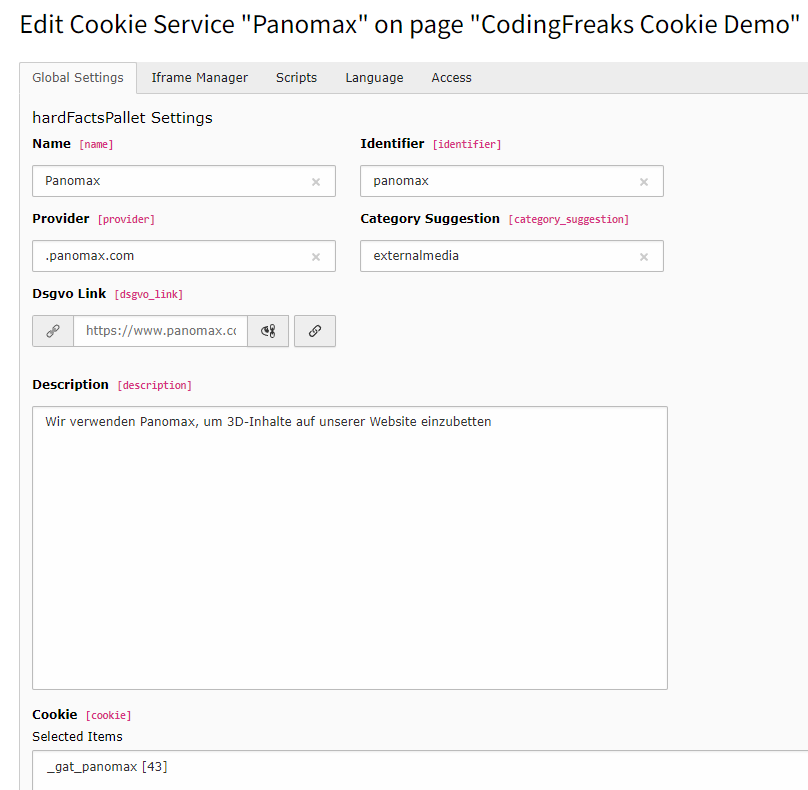 Edit Cookie Service "Panomax" on page "CodingFreaks Cookie Demo"
Global Settings Iframe Manager Scripts Language Access
hardFactsPallet Settings
Name [name] Identifier [identifier]
Panomax panomax
Provider [provider] Category Suggestion [category_suggestion]
.panomax.com externalmedia
Dsgvo Link [dsgvo_link]
https://www.panomax.cc
Description [description]
Wir verwenden Panomax, um 3D-Inhalte auf unserer Website einzubetten
Cookie [cookie]
Selected Items
_gat_panomax [43]